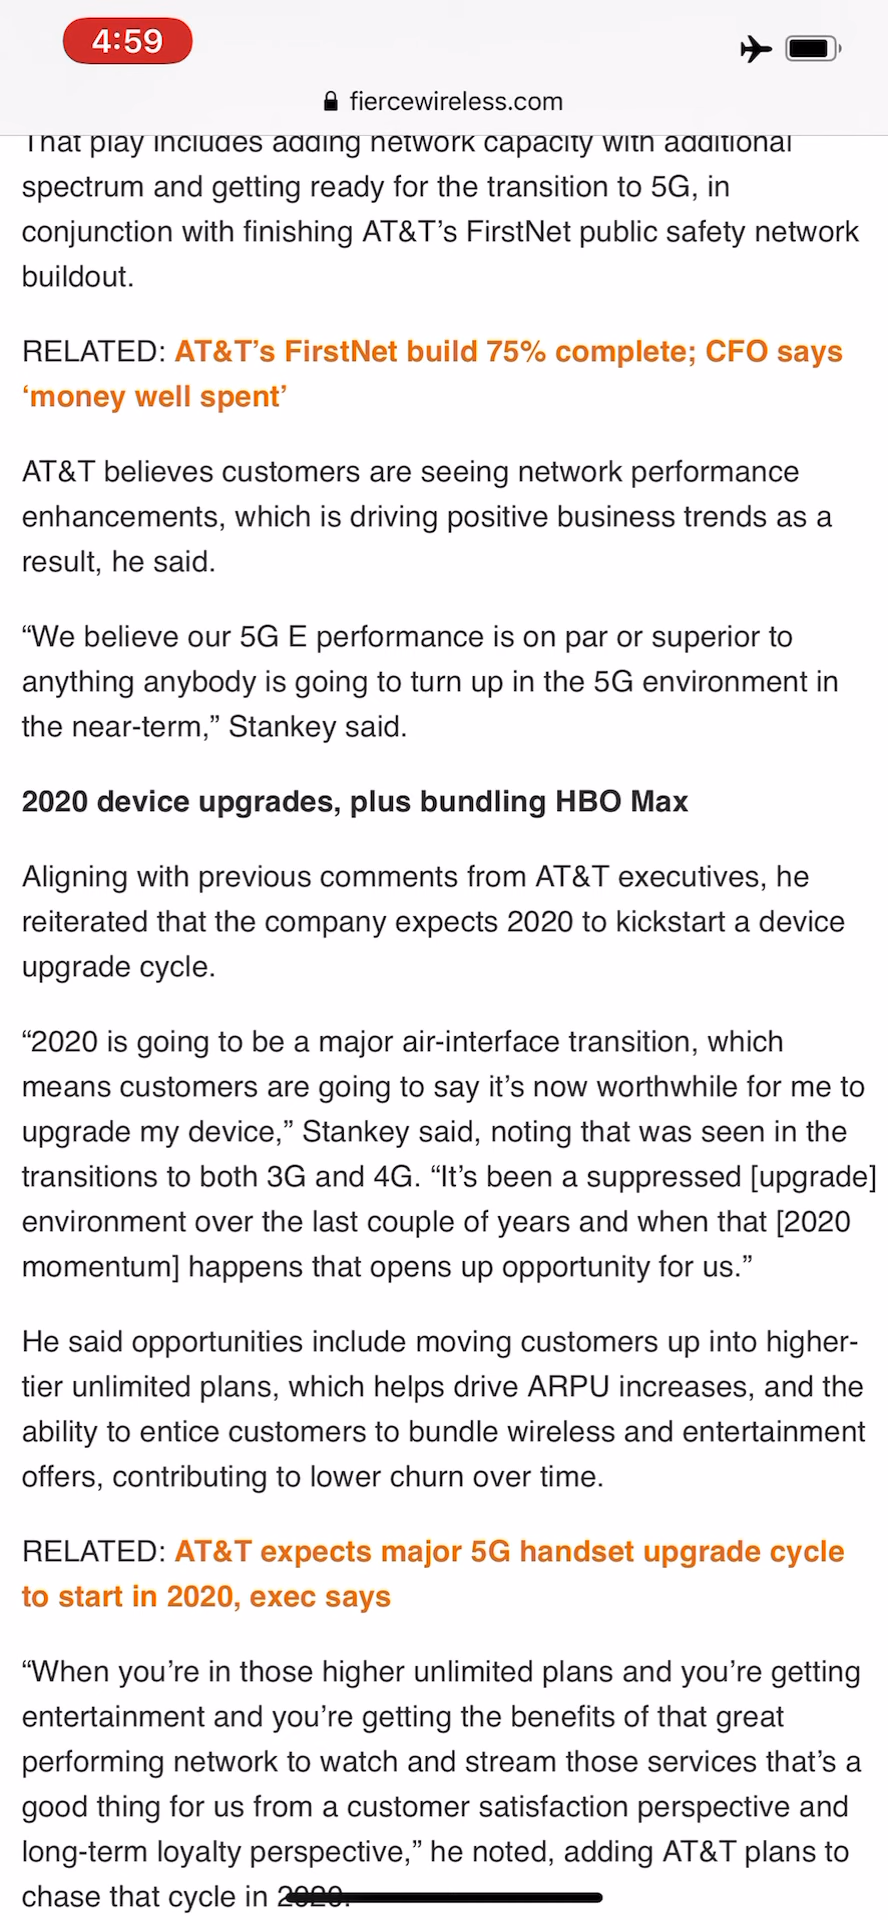 4:59
fiercewireless.com
That play includes adding network capacity with additional
spectrum and getting ready for the transition to 5G, in
conjunction with finishing AT&T’s FirstNet public safety network
buildout.
RELATED: AT&T’s FirstNet build 75% complete; CFO says
‘money well spent’
AT&T believes customers are seeing network performance
enhancements, which is driving positive business trends as a
result, he said.
“We believe our 5G E performance is on par or superior to
anything anybody is going to turn up in the 5G environment in
the near-term,” Stankey said.
2020 device upgrades, plus bundling HBO Max
Aligning with previous comments from AT&T executives, he
reiterated that the company expects 2020 to kickstart a device
upgrade cycle.
“2020 is going to be a major air-interface transition, which
means customers are going to say it’s now worthwhile for me to
upgrade my device,” Stankey said, noting that was seen in the
transitions to both 3G and 4G. “It’s been a suppressed [upgrade]
environment over the last couple of years and when that [2020
momentum] happens that opens up opportunity for us.”
He said opportunities include moving customers up into higher-
tier unlimited plans, which helps drive ARPU increases, and the
ability to entice customers to bundle wireless and entertainment
offers, contributing to lower churn over time.
RELATED: AT&T expects major 5G handset upgrade cycle
to start in 2020, exec says
“When you’re in those higher unlimited plans and you’re getting
entertainment and you’re getting the benefits of that great
performing network to watch and stream those services that’s a
good thing for us from a customer satisfaction perspective and
long-term loyalty perspective,” he noted, adding AT&T plans to
chase that cycle in 2020.